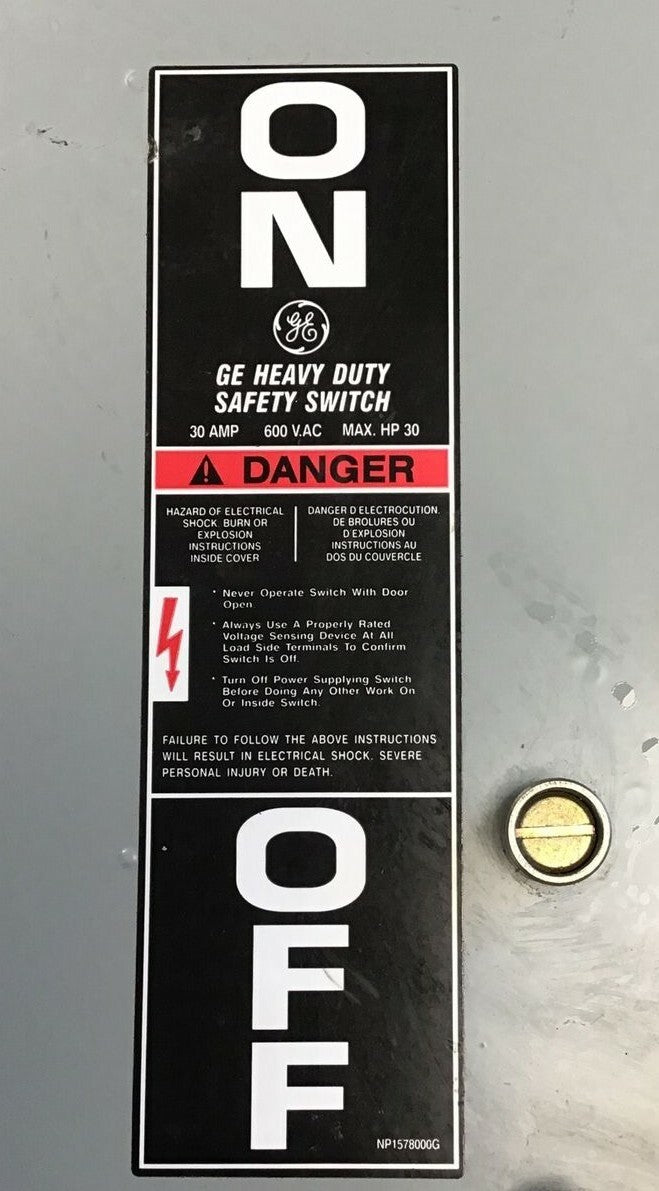 O
N
GE
GE HEAVY DUTY
SAFETY SWITCH
30 AMP 600 V.AC MAX. HP 30
DANGER
HAZARD OF ELECTRICAL
SHOCK. BURN OR
EXPLOSION
INSTRUCTIONS
INSIDE COVER
DANGER D ELECTROCUTION.
DE BROLURES OU
D EXPLOSION
INSTRUCTIONS AU
DOS DU COUVERCLE
• Never Operate Switch With Door
Open
• Always Use A Properly Rated
Voltage Sensing Device At All
Load Side Terminals To Confirm
Switch Is Off.
• Turn Off Power Supplying Switch
Before Doing Any Other Work On
Or Inside Switch.
FAILURE TO FOLLOW THE ABOVE INSTRUCTIONS
WILL RESULT IN ELECTRICAL SHOCK. SEVERE
PERSONAL INJURY OR DEATH.
O
F
F
NP1578000G